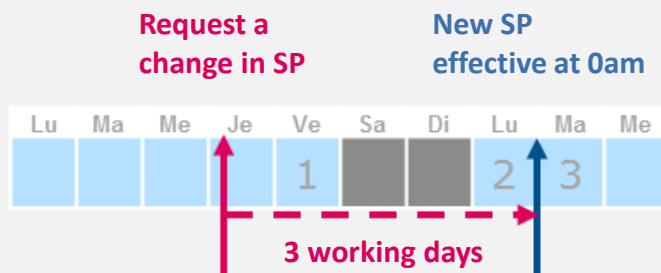 Request a
change in SP
New SP
effective at 0am
Lu Ma Me Je Ve Sa Di Lu Ma Me
1 2 3
3 working days